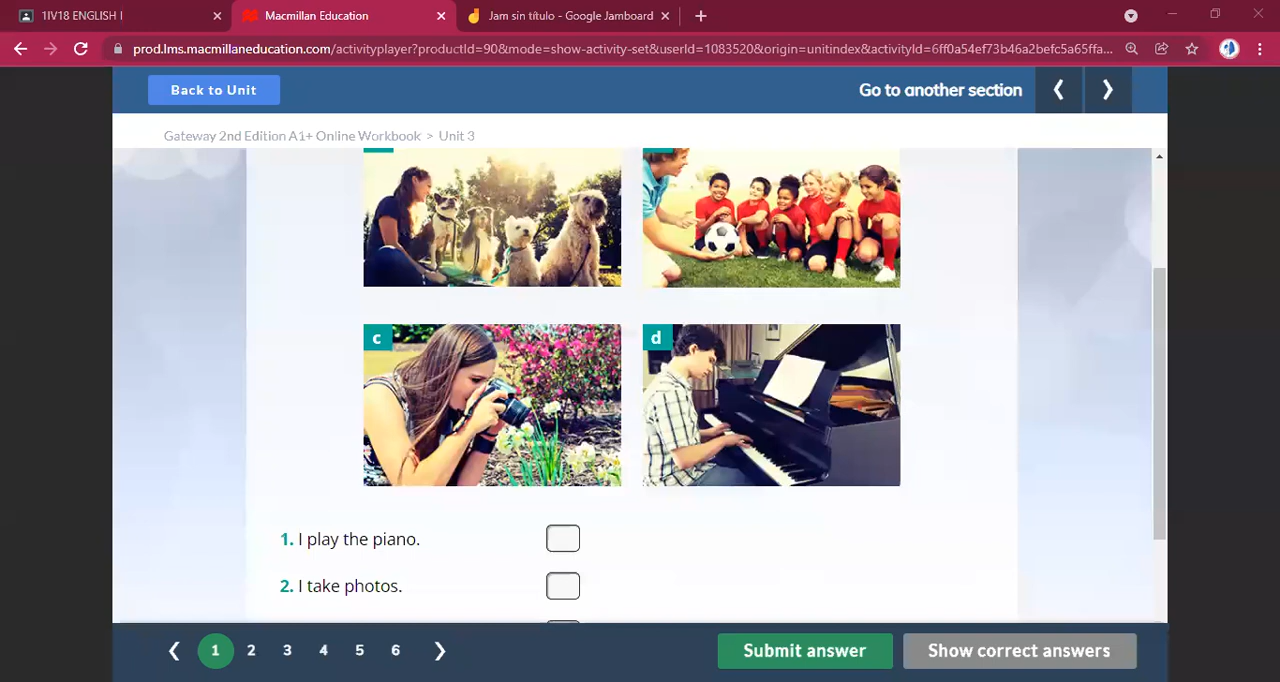 1IV18 ENGLISH I
Macmillan Education
Jam sin título - Google Jamboard
prod.lms.macmillaneducation.com/activityplayer?productId=90&mode=show-activity-set&userId=1083520&origin=unitindex&activityId=6ff0a54ef73b46a2befc5a65ffa...
Back to Unit
Go to another section
Gateway 2nd Edition A1+ Online Workbook > Unit 3
c
d
1. I play the piano.
2. I take photos.
1 2 3 4 5 6
Submit answer
Show correct answers